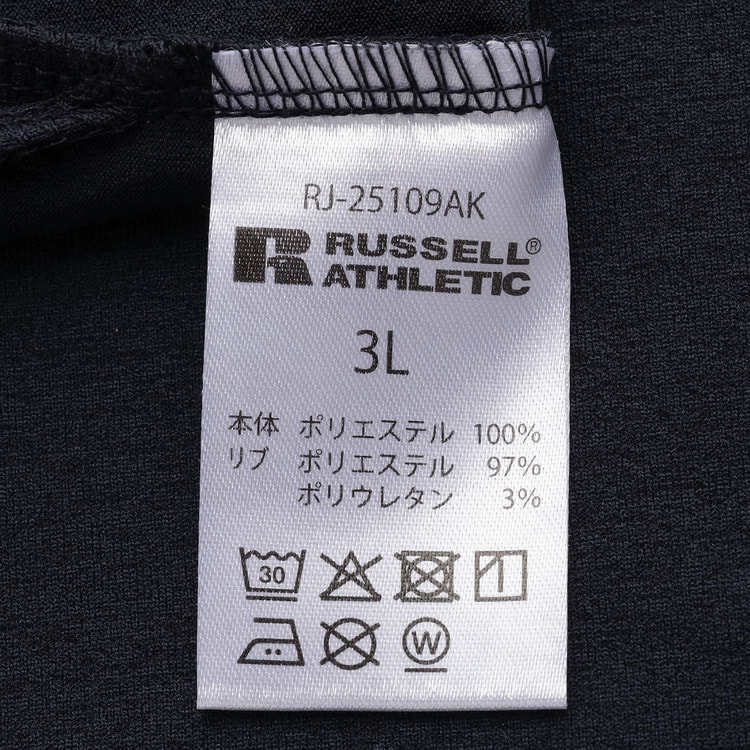 RJ-25109AK
RUSSELL®
ATHLETIC
3L
本体 ポリエステル 100%
リブ ポリエステル 97%
ポリウレタン 3%
30
W